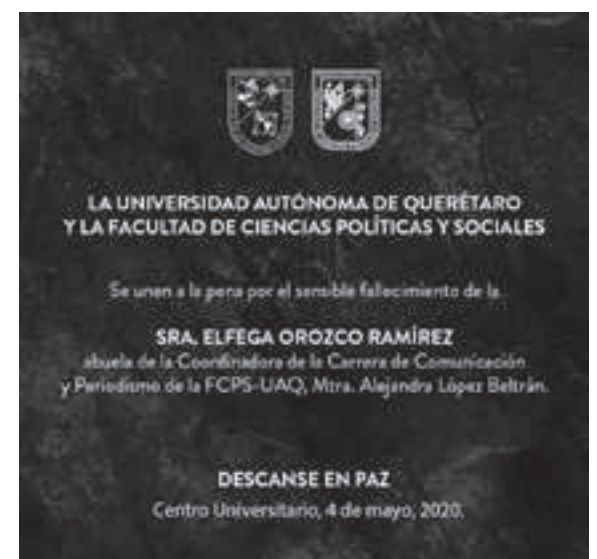 LA UNIVERSIDAD AUTÓNOMA DE QUERÉTARO
Y LA FACULTAD DE CIENCIAS POLÍTICAS Y SOCIALES
Se unen a la pena por el sensible fallecimiento de la
SRA. ELFEGA OROZCO RAMÍREZ
abuela de la Coordinadora de la Carrera de Comunicación
y Periodismo de la FCPS-UAQ, Mtra. Alejandra López Beltrán.
DESCANSE EN PAZ
Centro Universitario, 4 de mayo, 2020.